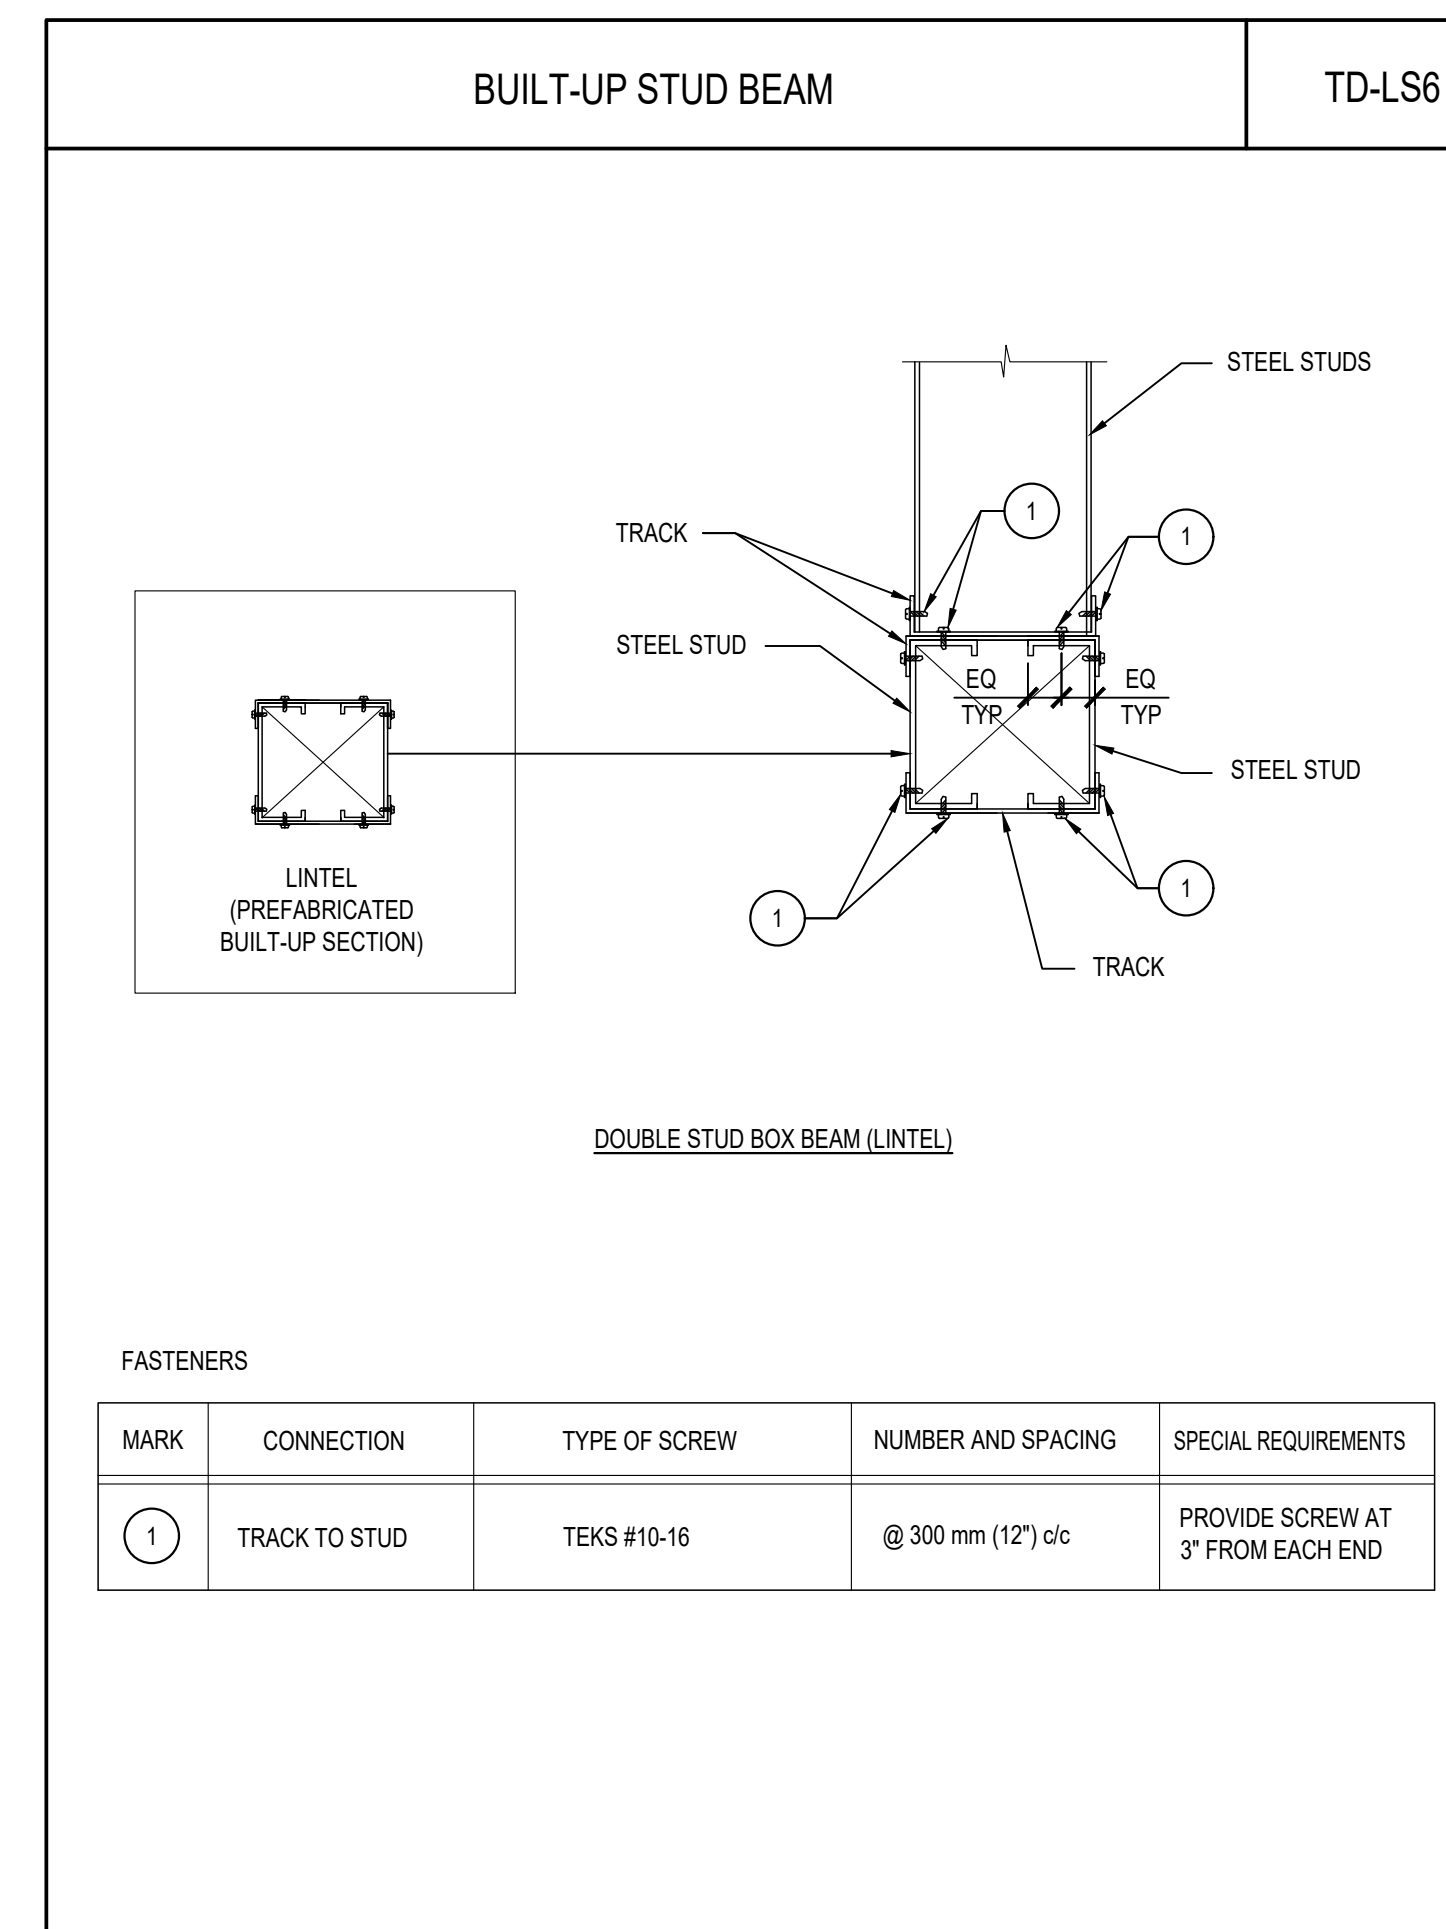 BUILT-UP STUD BEAM
TD-LS6
STEEL STUDS
1
TRACK
1
STEEL STUD
EQ
TYP
EQ
TYP
STEEL STUD
LINTEL
(PREFABRICATED
BUILT-UP SECTION)
1
1
TRACK
DOUBLE STUD BOX BEAM (LINTEL)
FASTENERS
MARK
CONNECTION
TYPE OF SCREW
NUMBER AND SPACING
SPECIAL REQUIREMENTS
1
TRACK TO STUD
TEKS #10-16
@ 300 mm (12") c/c
PROVIDE SCREW AT
3" FROM EACH END